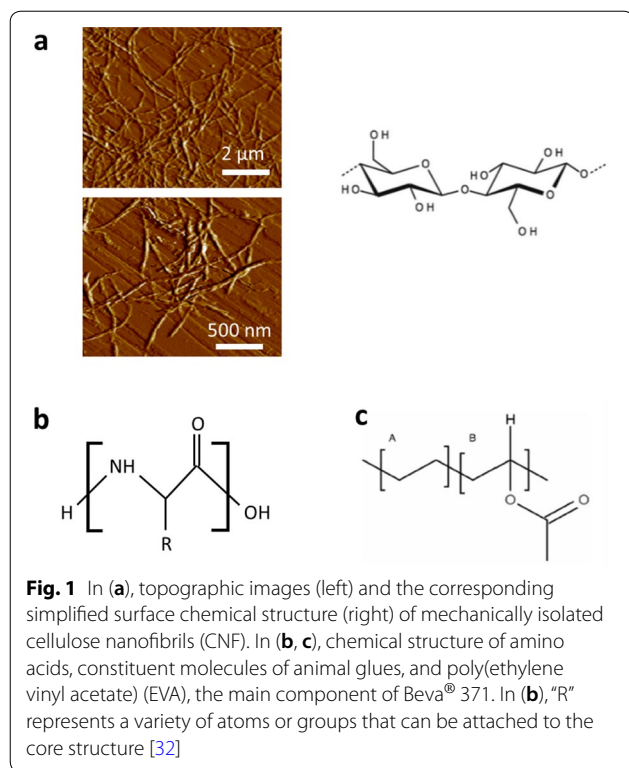 a
2 μm
500 nm
OH
O
HO
OH
O
OH
HO
OH
O
O
OH
b
O
NH
H
R
OH
c
H
A
B
O
O
Fig. 1 In (a), topographic images (left) and the corresponding
simplified surface chemical structure (right) of mechanically isolated
cellulose nanofibrils (CNF). In (b, c), chemical structure of amino
acids, constituent molecules of animal glues, and poly(ethylene
vinyl acetate) (EVA), the main component of Beva® 371. In (b), “R”
represents a variety of atoms or groups that can be attached to the
core structure [32]